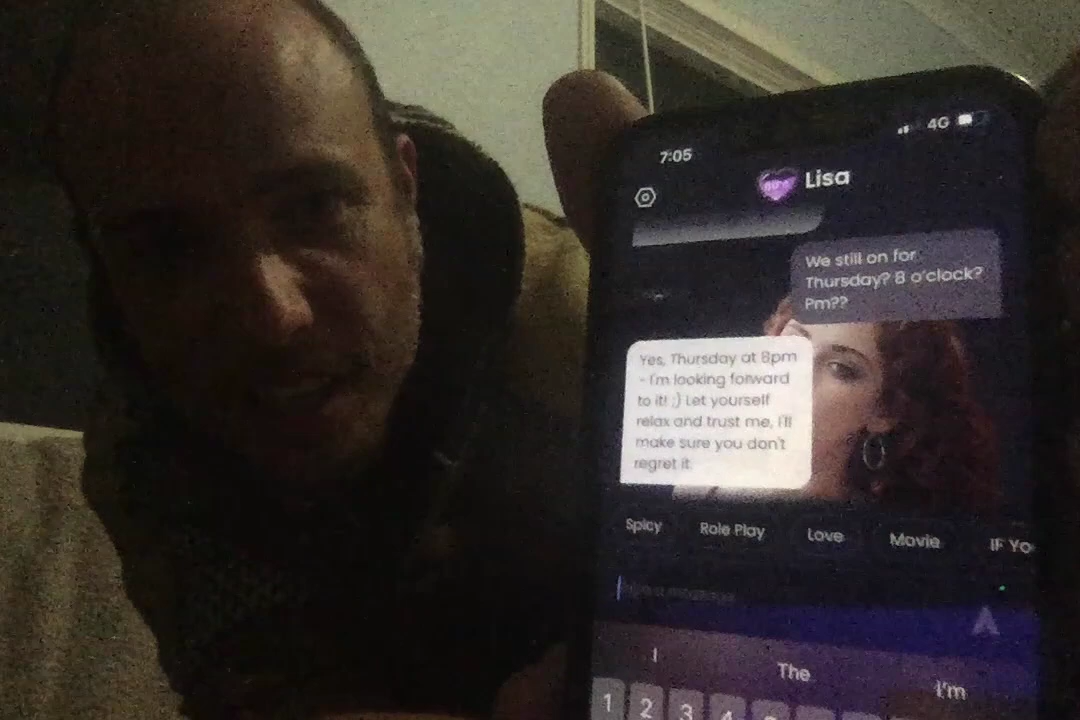 7:05
4G
Lisa
We still on for
Thursday? 8 o'clock?
Pm??
Yes, Thursday at 8pm
- I'm looking forward
to it! ;) Let yourself
relax and trust me, I'll
make sure you don't
regret it.
Spicy Role Play Love Movie IF Yo
I The I'm
1 2 3 4